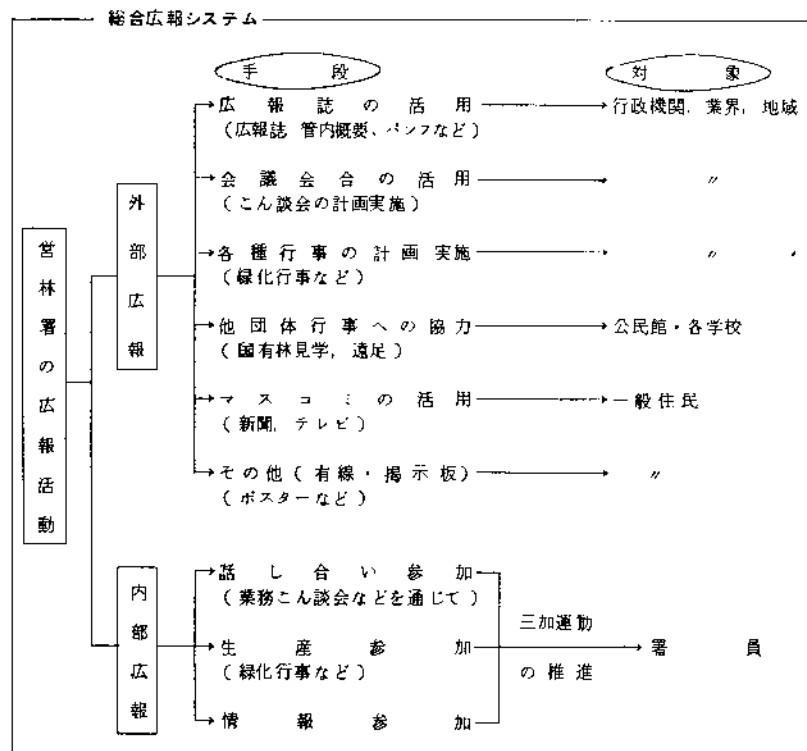 総合広報システム
手段
対象
営林署の広報活動
外部広報
広報誌の活用
行政機関，業界，地域
(広報誌 管内概要、パンフなど)
会議会合の活用
〃
(こん談会の計画実施)
各種行事の計画実施
〃
(緑化行事など)
他団体行事への協力
公民館・各学校
(国有林見学，遠足)
マスコミの活用
一般住民
(新聞，テレビ)
その他(有線・掲示板)
〃
(ポスターなど)
内部広報
話し合い参加
(業務こん談会などを通じて)
生産参加
(緑化行事など)
情報参加
三加運動
の推進
署員